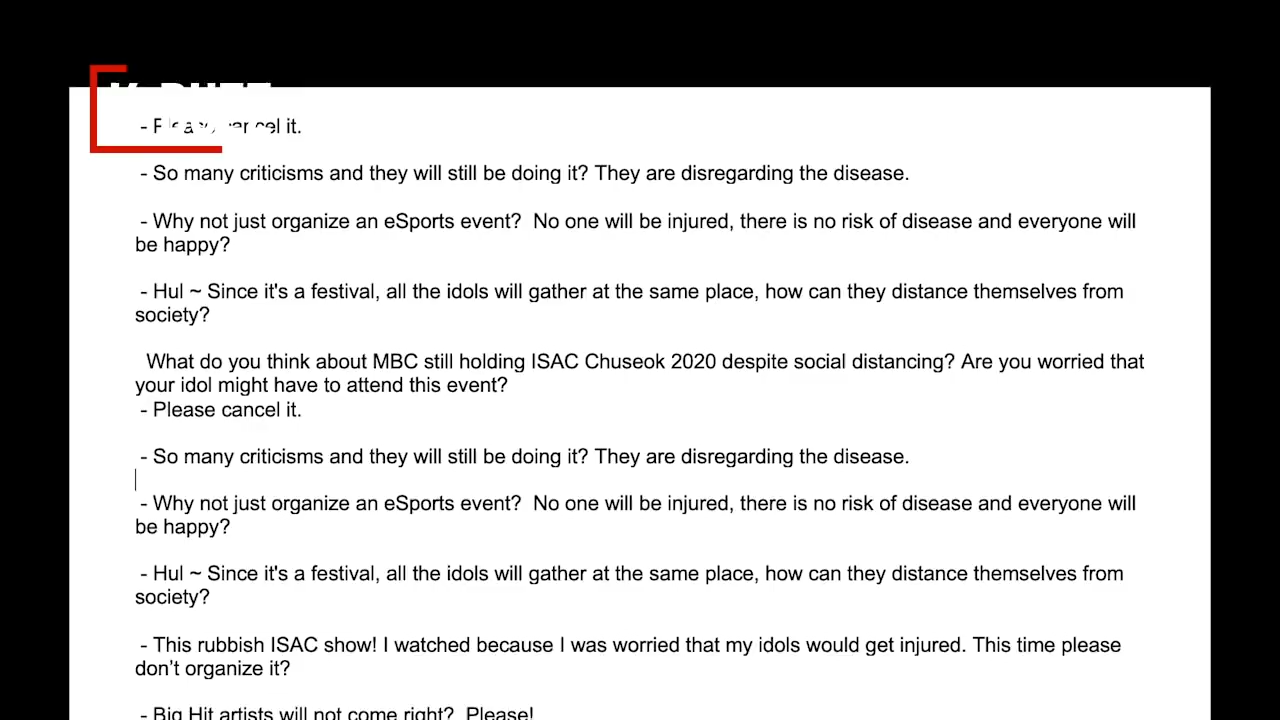 - Please cancel it.
- So many criticisms and they will still be doing it? They are disregarding the disease.
- Why not just organize an eSports event?  No one will be injured, there is no risk of disease and everyone will
be happy?
- Hul ~ Since it's a festival, all the idols will gather at the same place, how can they distance themselves from
society?
What do you think about MBC still holding ISAC Chuseok 2020 despite social distancing? Are you worried that
your idol might have to attend this event?
- Please cancel it.
- So many criticisms and they will still be doing it? They are disregarding the disease.
- Why not just organize an eSports event?  No one will be injured, there is no risk of disease and everyone will
be happy?
- Hul ~ Since it's a festival, all the idols will gather at the same place, how can they distance themselves from
society?
- This rubbish ISAC show! I watched because I was worried that my idols would get injured. This time please
don’t organize it?
- Big Hit artists will not come right?  Please!